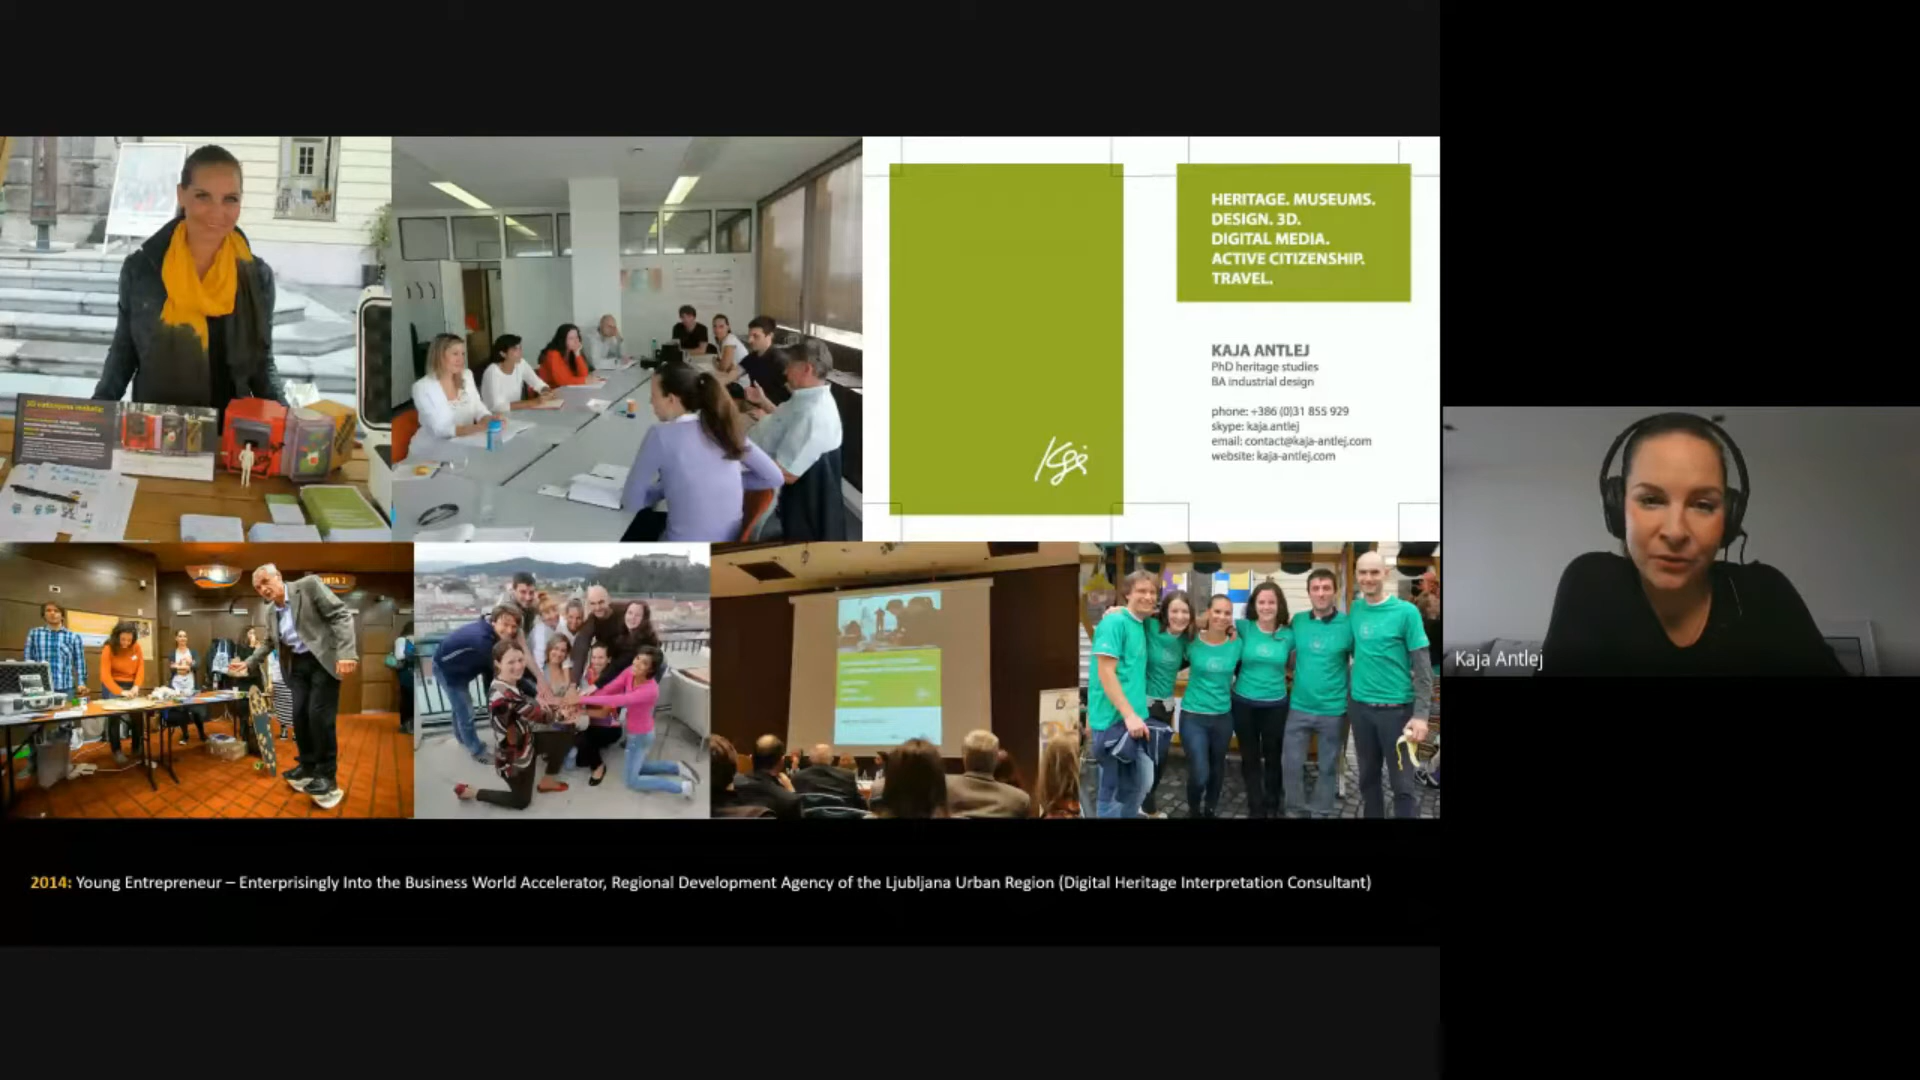 HERITAGE. MUSEUMS.
DESIGN. 3D.
DIGITAL MEDIA.
ACTIVE CITIZENSHIP.
TRAVEL.
KAJA ANTLEJ
PhD heritage studies
BA industrial design
phone: +386 (0)31 855 929
skype: kaja.antlej
email: contact@kaja-antlej.com
website: kaja-antlej.com
Kaja
Kaja Antlej
2014: Young Entrepreneur – Enterprisingly Into the Business World Accelerator, Regional Development Agency of the Ljubljana Urban Region (Digital Heritage Interpretation Consultant)